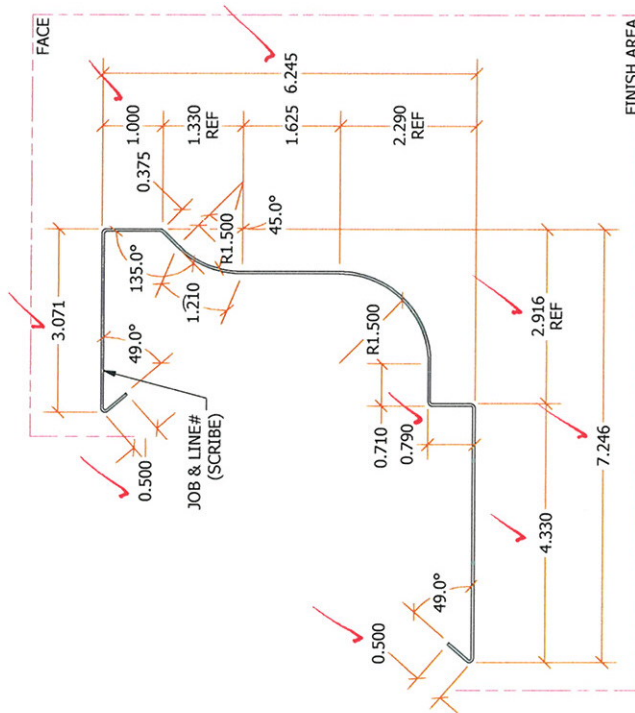 FACE
6.245
1.000
1.330
REF
1.625
2.290
REF
0.375
3.071
135.0°
R1.500
45.0°
1.210
49.0°
JOB & LINE#
(SCRIBE)
0.500
R1.500
0.710
0.790
2.916
REF
7.246
4.330
49.0°
0.500
FINISH AREA